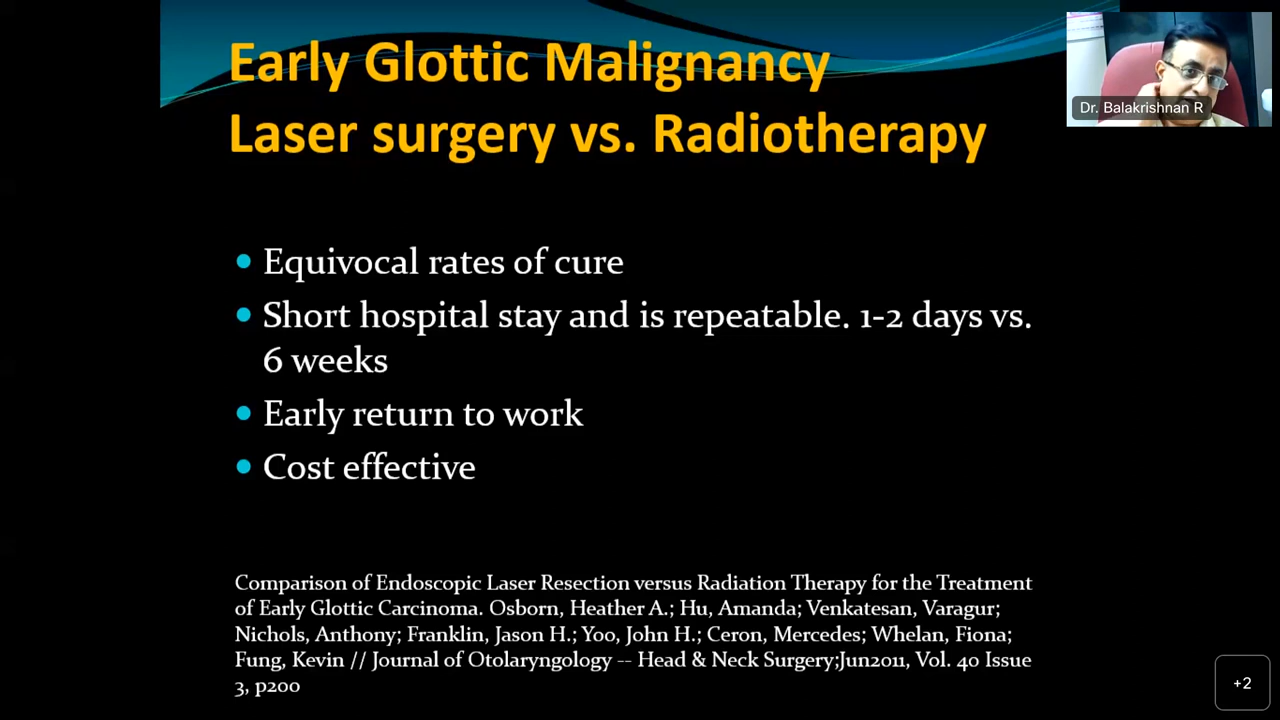 Early Glottic Malignancy
Laser surgery vs. Radiotherapy
Dr. Balakrishnan R
• Equivocal rates of cure
• Short hospital stay and is repeatable. 1-2 days vs.
6 weeks
• Early return to work
• Cost effective
Comparison of Endoscopic Laser Resection versus Radiation Therapy for the Treatment
of Early Glottic Carcinoma. Osborn, Heather A.; Hu, Amanda; Venkatesan, Varagur;
Nichols, Anthony; Franklin, Jason H.; Yoo, John H.; Ceron, Mercedes; Whelan, Fiona;
Fung, Kevin // Journal of Otolaryngology -- Head & Neck Surgery;Jun2011, Vol. 40 Issue
3, p200
+2